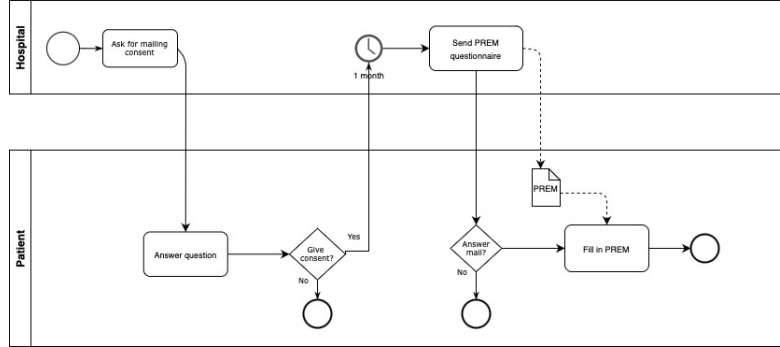 Hospital
Ask for mailing
consent
1 month
Send PREM
questionnaire
Patient
Answer question
Give
consent?
Yes
No
Answer
mail?
No
PREM
Fill in PREM